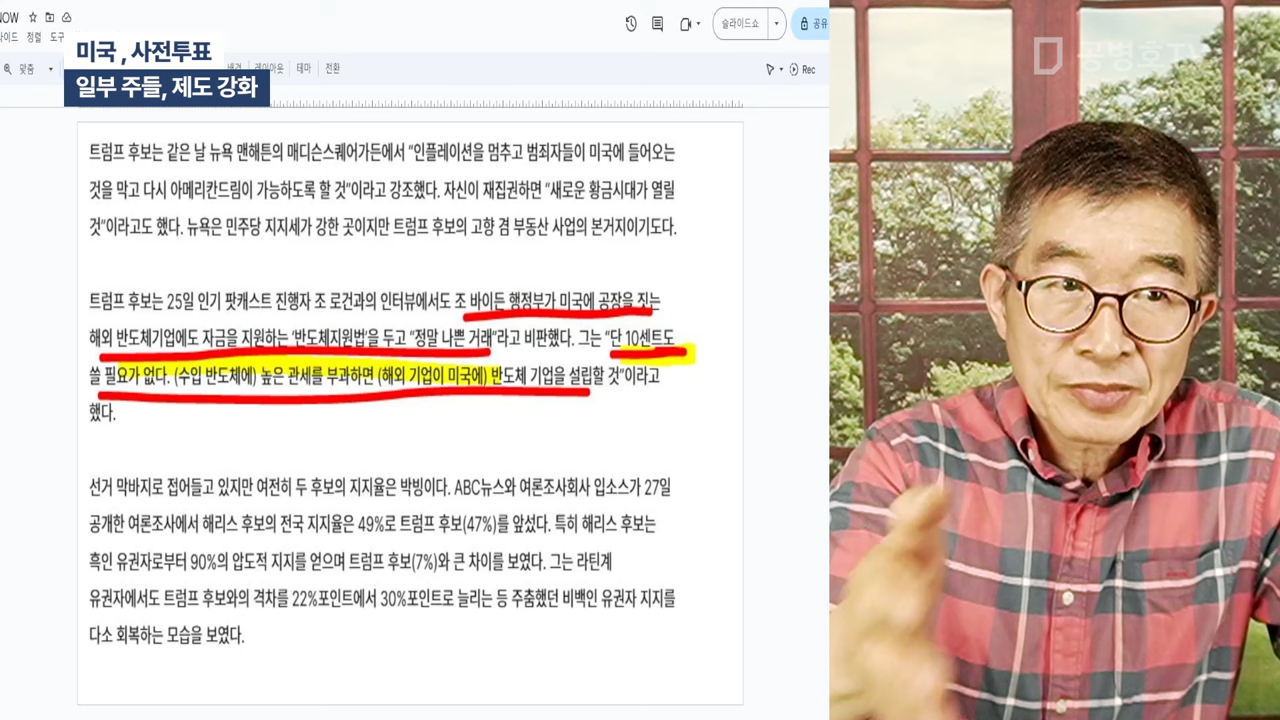 NOW
라이드 정렬 도구
슬라이드쇼
공유
미국 , 사전투표
일부 주들, 제도 강화
맞춤
배경 레이아웃 테마 전환
Rec
공병호TV
트럼프 후보는 같은 날 뉴욕 맨해튼의 매디슨스퀘어가든에서 “인플레이션을 멈추고 범죄자들이 미국에 들어오는
것을 막고 다시 아메리칸드림이 가능하도록 할 것”이라고 강조했다. 자신이 재집권하면 “새로운 황금시대가 열릴
것”이라고도 했다. 뉴욕은 민주당 지지세가 강한 곳이지만 트럼프 후보의 고향 겸 부동산 사업의 본거지이기도다.
트럼프 후보는 25일 인기 팟캐스트 진행자 조 로건과의 인터뷰에서도 조 바이든 행정부가 미국에 공장을 짓는
해외 반도체기업에도 자금을 지원하는 ‘반도체지원법’을 두고 “정말 나쁜 거래”라고 비판했다. 그는 “단 10센트도
쓸 필요가 없다. (수입 반도체에) 높은 관세를 부과하면 (해외 기업이 미국에) 반도체 기업을 설립할 것”이라고
했다.
선거 막바지로 접어들고 있지만 여전히 두 후보의 지지율은 박빙이다. ABC뉴스와 여론조사회사 입소스가 27일
공개한 여론조사에서 해리스 후보의 전국 지지율은 49%로 트럼프 후보(47%)를 앞섰다. 특히 해리스 후보는
흑인 유권자로부터 90%의 압도적 지지를 얻으며 트럼프 후보(7%)와 큰 차이를 보였다. 그는 라틴계
유권자에서도 트럼프 후보와의 격차를 22%포인트에서 30%포인트로 늘리는 등 주춤했던 비백인 유권자 지지를
다소 회복하는 모습을 보였다.